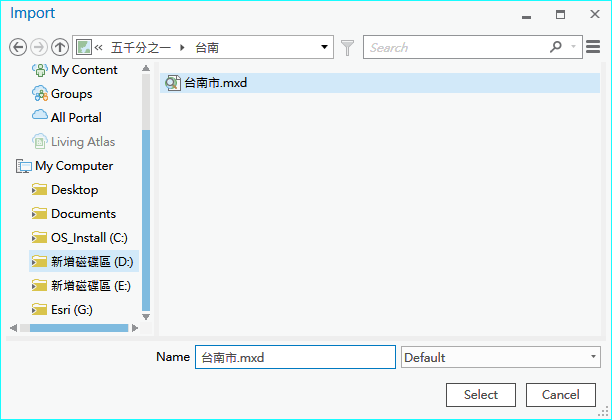 Import
« 五千分之一 台南
Search
My Content
Groups
All Portal
Living Atlas
My Computer
Desktop
Documents
OS_Install (C:)
新增磁碟區 (D:)
新增磁碟區 (E:)
Esri (G:)
台南市.mxd
Name 台南市.mxd Default
Select Cancel